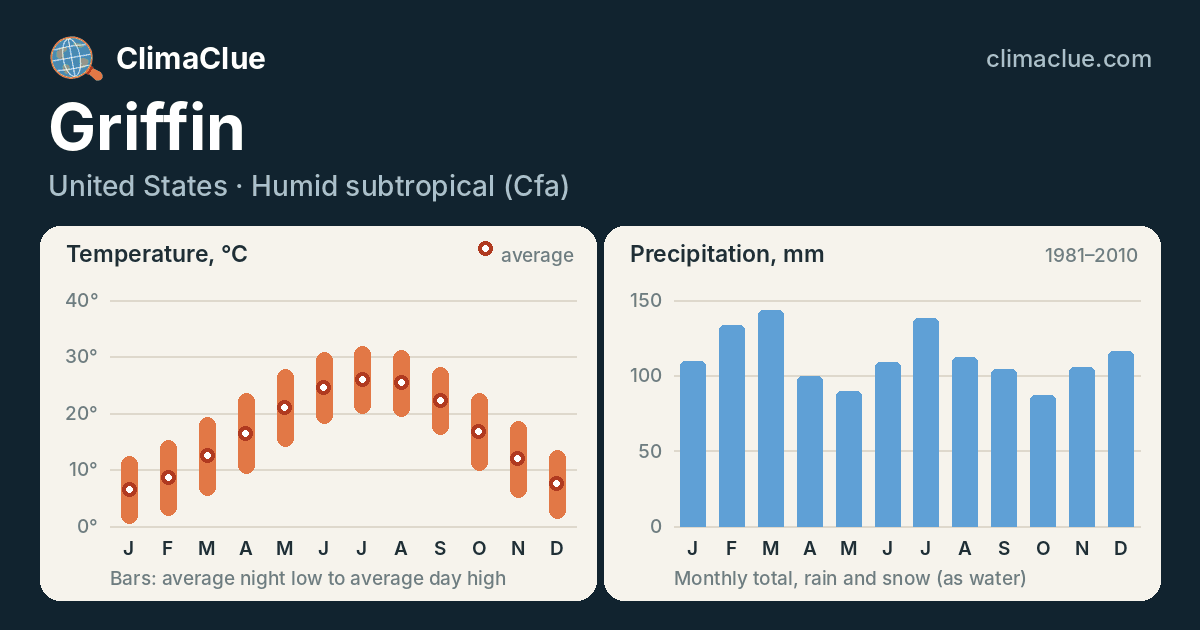 ClimaClue
climaclue.com
Griffin
United States · Humid subtropical (Cfa)
Temperature, °C
average
40°
30°
20°
10°
0°
J F M A M J J A S O N D
Bars: average night low to average day high
Precipitation, mm
1981–2010
150
100
50
0
J F M A M J J A S O N D
Monthly total, rain and snow (as water)